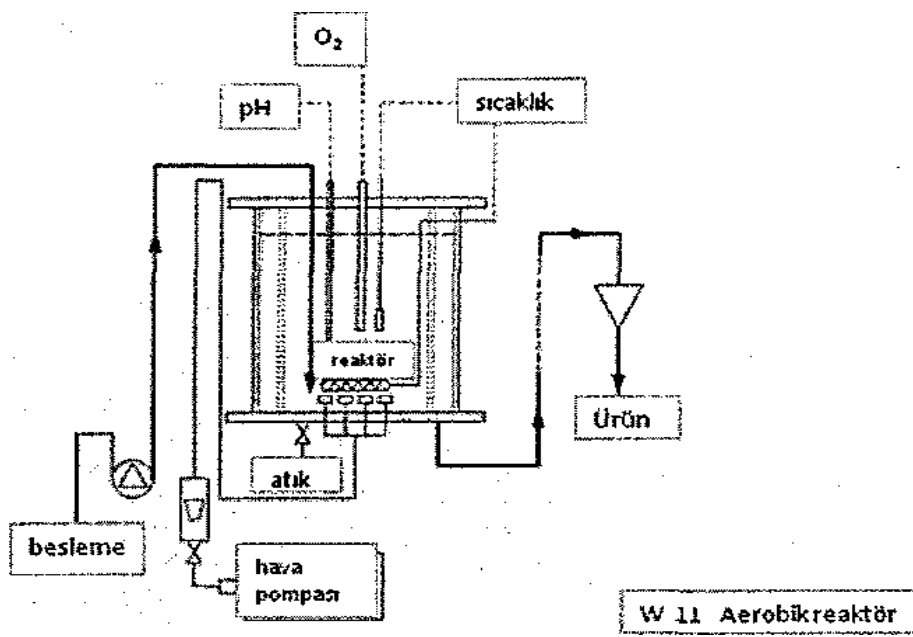 O₂
pH
sıcaklık
reaktör
Ürün
atık
besleme
hava
pompası
W 11 Aerobikreaktör